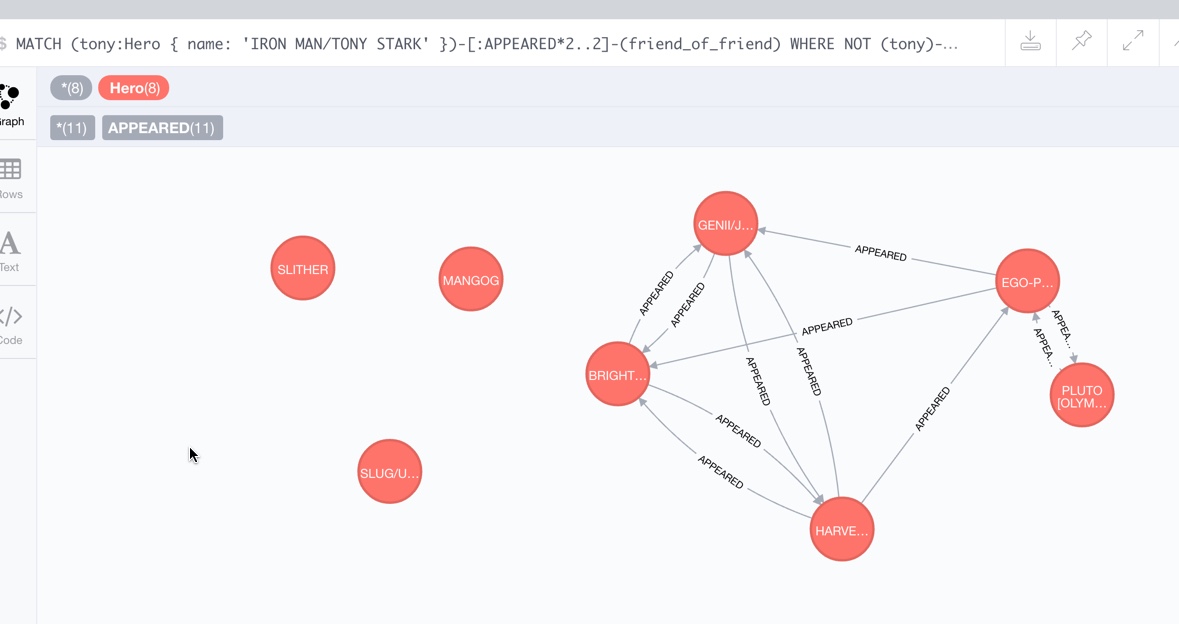 $ MATCH (tony:Hero { name: 'IRON MAN/TONY STARK' })-[:APPEARED*2..2]-(friend_of_friend) WHERE NOT (tony)-…
*(8) Hero(8)
*(11) APPEARED(11)
Graph
Rows
Text
Code
SLITHER
MANGOG
SLUG/U…
GENII/J…
BRIGHT…
HARVE…
EGO-P…
PLUTO
[OLYM…
APPEARED
APPEARED
APPEARED
APPEARED
APPEARED
APPEARED
APPEARED
APPEARED
APPEARED
APPEA…
APPEA…